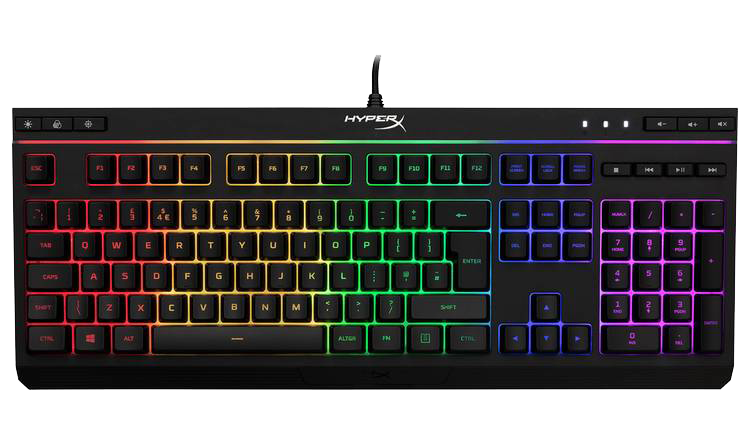 HYPERX
ESC F1 F2 F3 F4 F5 F6 F7 F8 F9 F10 F11 F12 PRINT SCREEN SCROLL LOCK PAUSE BREAK
! 1 " 2 £ 3 $ 4 € % 5 ^ 6 & 7 * 8 ( 9 ) 0 _ - + = INS HOME PGUP NUMLK / * -
TAB Q W E R T Y U I O P { [ } ] ENTER DEL END PGDN 7 HOME 8 9 PGUP +
CAPS A S D F G H J K L : ; @ ' ~ # 4 5 6
SHIFT | \ Z X C V B N M < , > . ? / SHIFT 1 END 2 3 PGDN ENTER
CTRL ALT ALTGR FN CTRL 0 INS . DEL